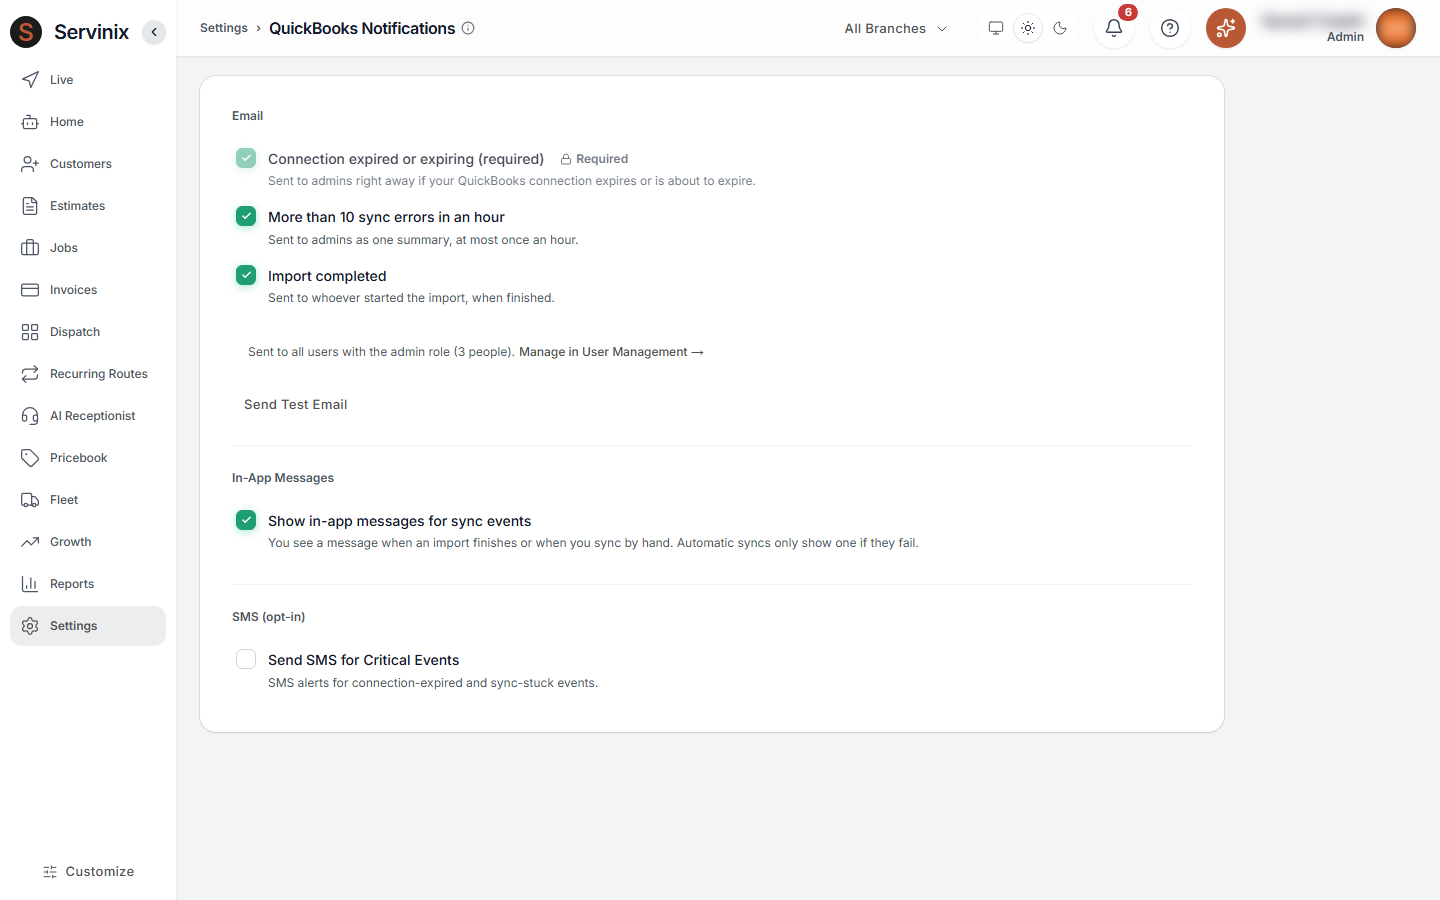 S Servinix
Settings › QuickBooks Notifications
All Branches
6
Admin
Live
Home
Customers
Estimates
Jobs
Invoices
Dispatch
Recurring Routes
AI Receptionist
Pricebook
Fleet
Growth
Reports
Settings
Customize
Email
Connection expired or expiring (required) Required
Sent to admins right away if your QuickBooks connection expires or is about to expire.
More than 10 sync errors in an hour
Sent to admins as one summary, at most once an hour.
Import completed
Sent to whoever started the import, when finished.
Sent to all users with the admin role (3 people). Manage in User Management →
Send Test Email
In-App Messages
Show in-app messages for sync events
You see a message when an import finishes or when you sync by hand. Automatic syncs only show one if they fail.
SMS (opt-in)
Send SMS for Critical Events
SMS alerts for connection-expired and sync-stuck events.